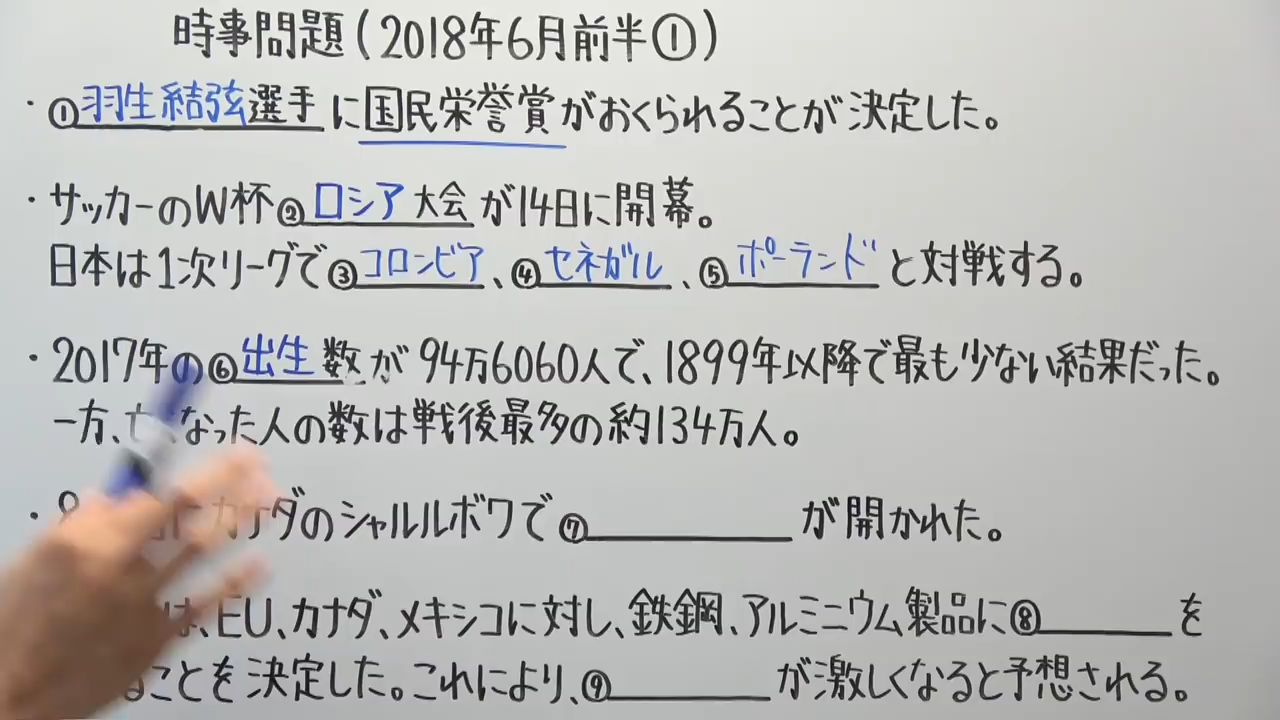 時事問題(2018年6月前半①)
・①羽生結弦選手に国民栄誉賞がおくられることが決定した。
・サッカーのW杯②ロシア大会が14日に開幕。
日本は1次リーグで③コロンビア、④セネガル、⑤ポーランドと対戦する。
・2017年の⑥出生数が94万6060人で、1899年以降で最も少ない結果だった。
一方、亡くなった人の数は戦後最多の約134万人。
・8 にカナダのシャルルボワで⑦ が開かれた。
は、EU、カナダ、メキシコに対し、鉄鋼、アルミニウム製品に⑧ を
ことを決定した。これにより、⑨ が激しくなると予想される。